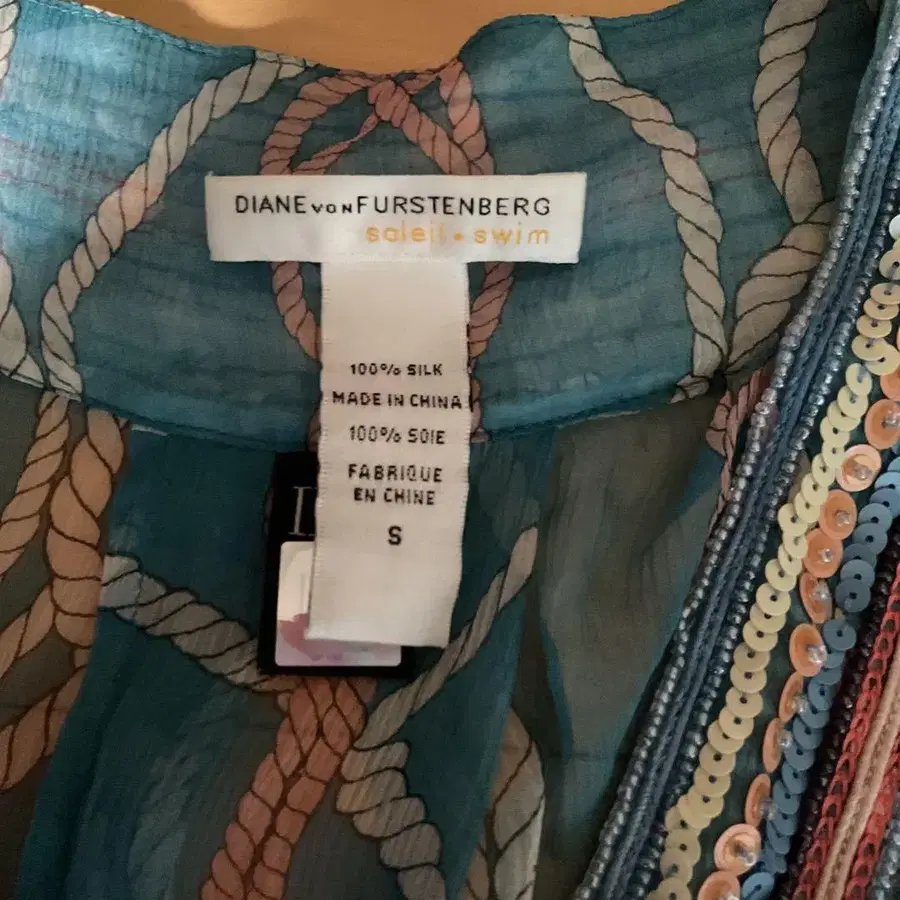 DIANE VON FURSTENBERG
soleil • swim
100% SILK
MADE IN CHINA
100% SOIE
FABRIQUE
EN CHINE
S